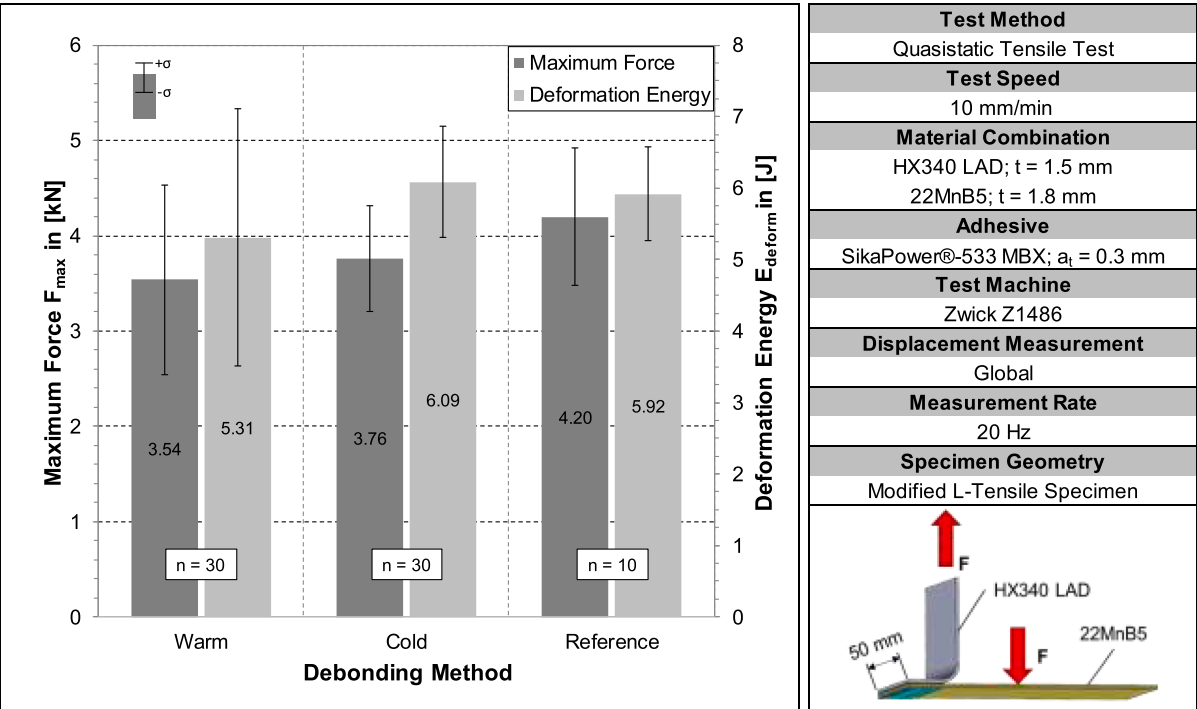 6
5
4
3
2
1
0
Maximum Force Fmax in [kN]
+σ
-σ
Maximum Force
Deformation Energy
3.54
5.31
3.76
6.09
4.20
5.92
n = 30
n = 30
n = 10
Warm
Cold
Reference
Debonding Method
8
7
6
5
4
3
2
1
0
Deformation Energy Edeform in [J]
Test Method
Quasistatic Tensile Test
Test Speed
10 mm/min
Material Combination
HX340 LAD; t = 1.5 mm
22MnB5; t = 1.8 mm
Adhesive
SikaPower®-533 MBX; at = 0.3 mm
Test Machine
Zwick Z1486
Displacement Measurement
Global
Measurement Rate
20 Hz
Specimen Geometry
Modified L-Tensile Specimen
F
HX340 LAD
22MnB5
50 mm
F